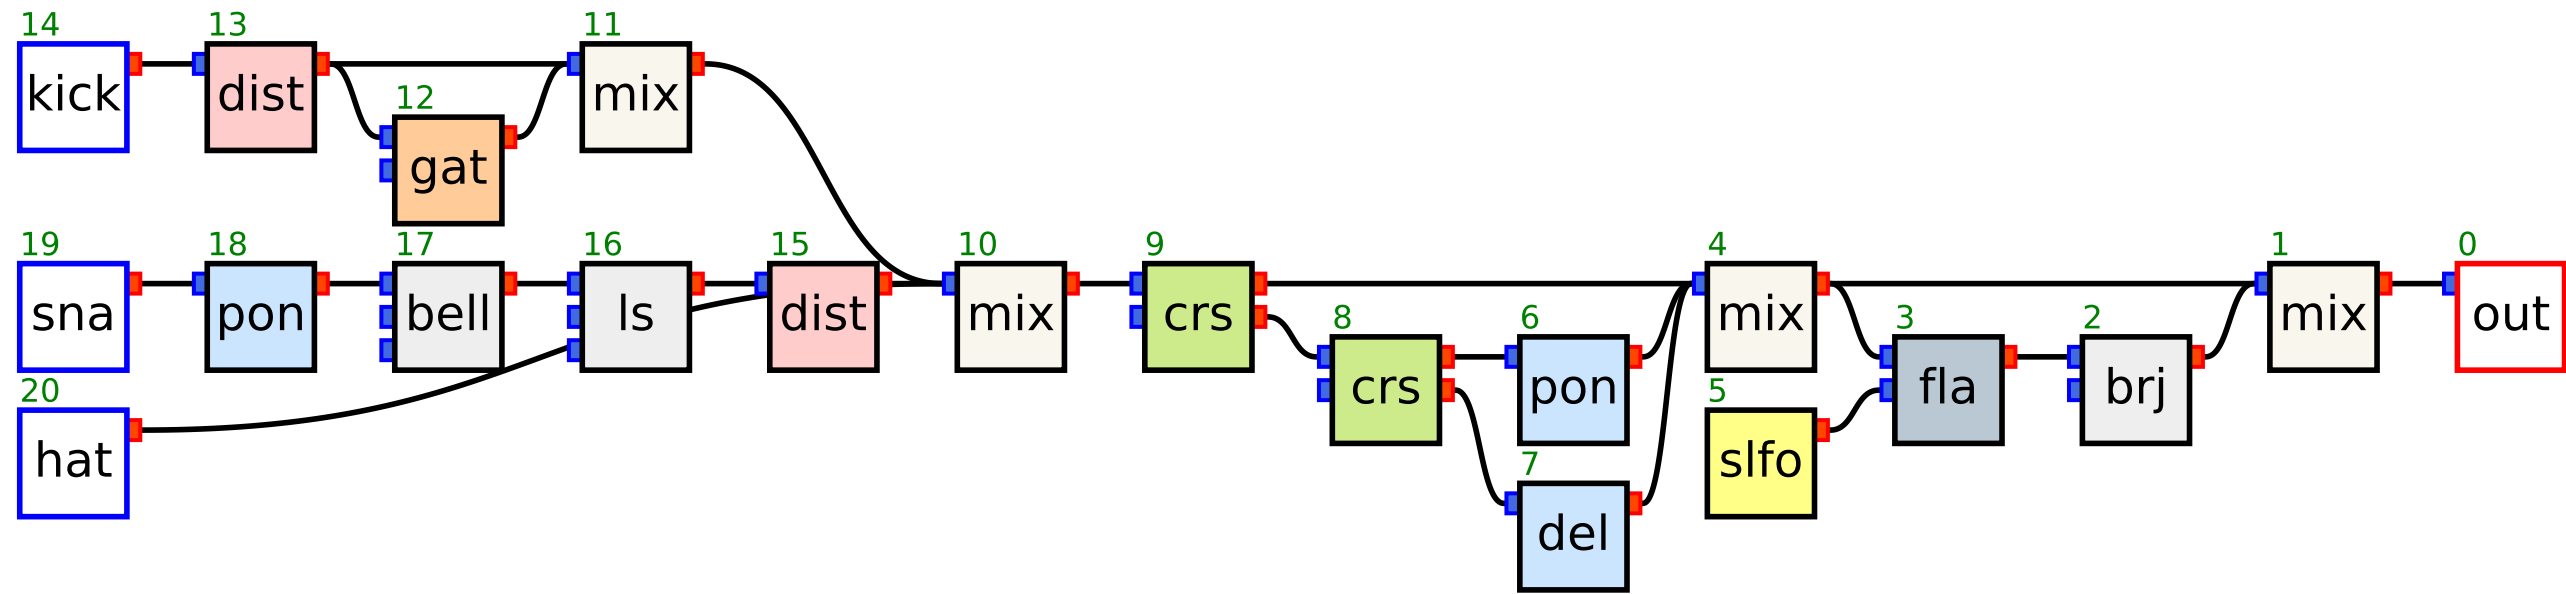 14 13 11
kick dist mix
12
gat
19 18 17 16 15 10 9 4 1 0
sna pon bell ls dist mix crs mix mix out
8 6 3 2
crs pon fla brj
20 5
hat slfo
7
del